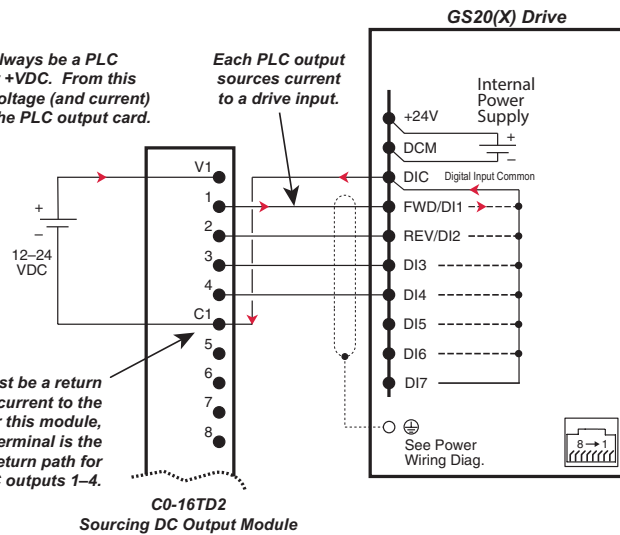 GS20(X) Drive
lways be a PLC
+VDC. From this
oltage (and current)
he PLC output card.
Each PLC output
sources current
to a drive input.
Internal
Power
Supply
+24V
+
–
DCM
DIC
Digital Input Common
V1
1
FWD/DI1
2
REV/DI2
3
DI3
4
DI4
C1
DI5
5
DI6
6
DI7
7
8
+
–
12–24
VDC
st be a return
current to the
r this module,
erminal is the
eturn path for
C outputs 1–4.
See Power
Wiring Diag.
8→1
C0-16TD2
Sourcing DC Output Module